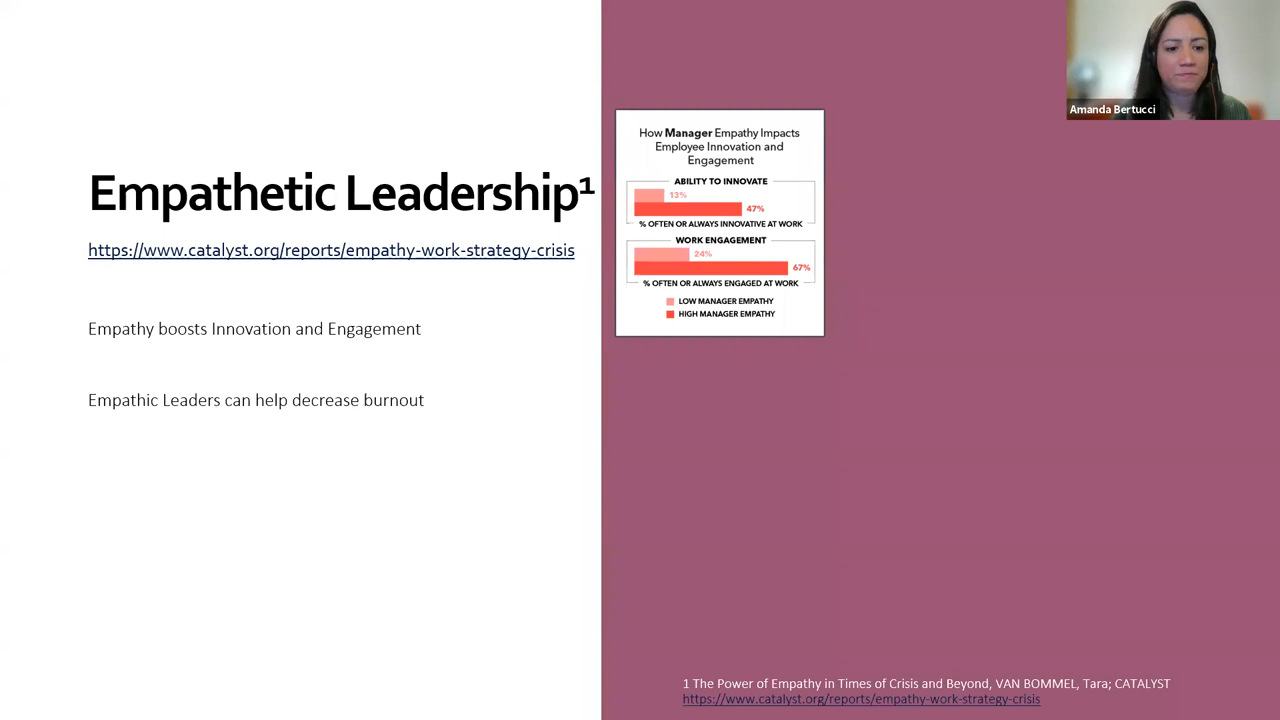 Amanda Bertucci
Empathetic Leadership¹
https://www.catalyst.org/reports/empathy-work-strategy-crisis
Empathy boosts Innovation and Engagement
Empathic Leaders can help decrease burnout
How Manager Empathy Impacts
Employee Innovation and
Engagement
ABILITY TO INNOVATE
13%
47%
% OFTEN OR ALWAYS INNOVATIVE AT WORK
WORK ENGAGEMENT
24%
67%
% OFTEN OR ALWAYS ENGAGED AT WORK
LOW MANAGER EMPATHY
HIGH MANAGER EMPATHY
1 The Power of Empathy in Times of Crisis and Beyond, VAN BOMMEL, Tara; CATALYST
https://www.catalyst.org/reports/empathy-work-strategy-crisis